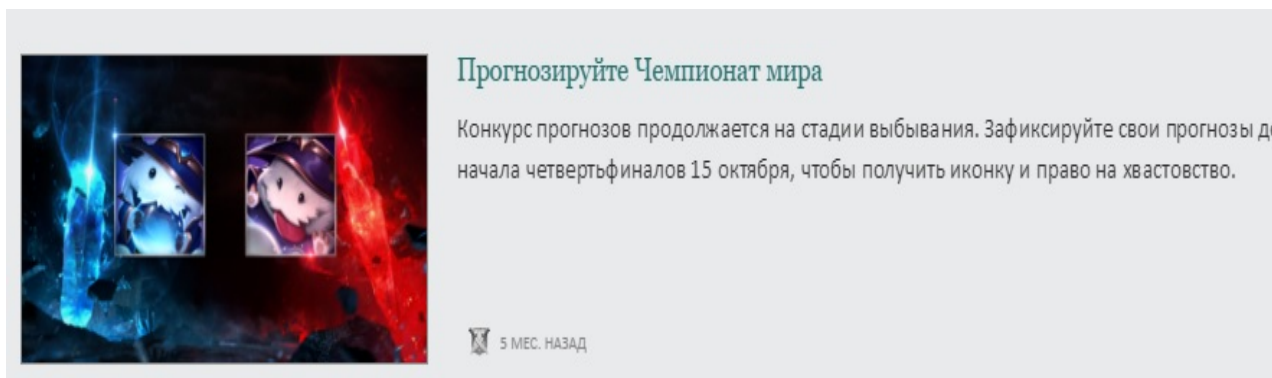 Прогнозируйте Чемпионат мира
Конкурс прогнозов продолжается на стадии выбывания. Зафиксируйте свои прогнозы до
начала четвертьфиналов 15 октября, чтобы получить иконку и право на хвастовство.
5 МЕС. НАЗАД